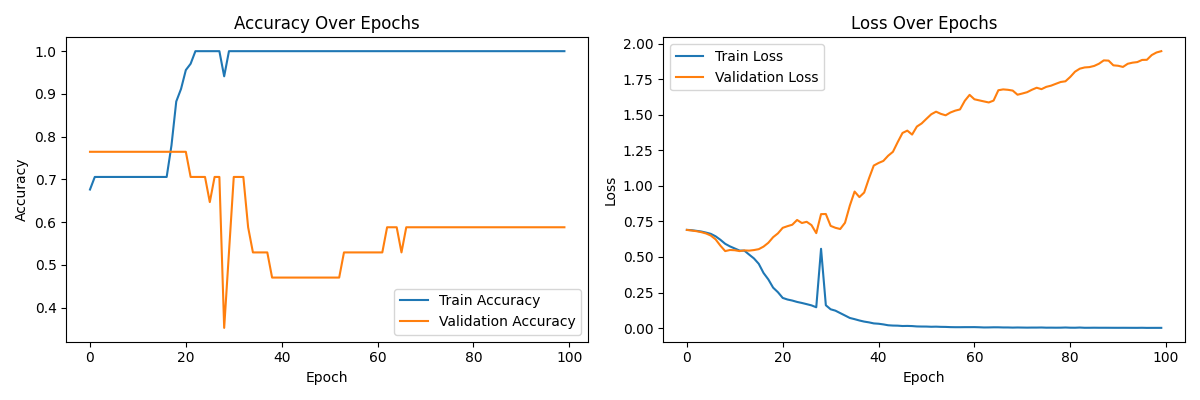 Accuracy Over Epochs
Accuracy
1.0
0.9
0.8
0.7
0.6
0.5
0.4
0 20 40 60 80 100
Epoch
Train Accuracy
Validation Accuracy
Loss Over Epochs
Loss
2.00
1.75
1.50
1.25
1.00
0.75
0.50
0.25
0.00
0 20 40 60 80 100
Epoch
Train Loss
Validation Loss